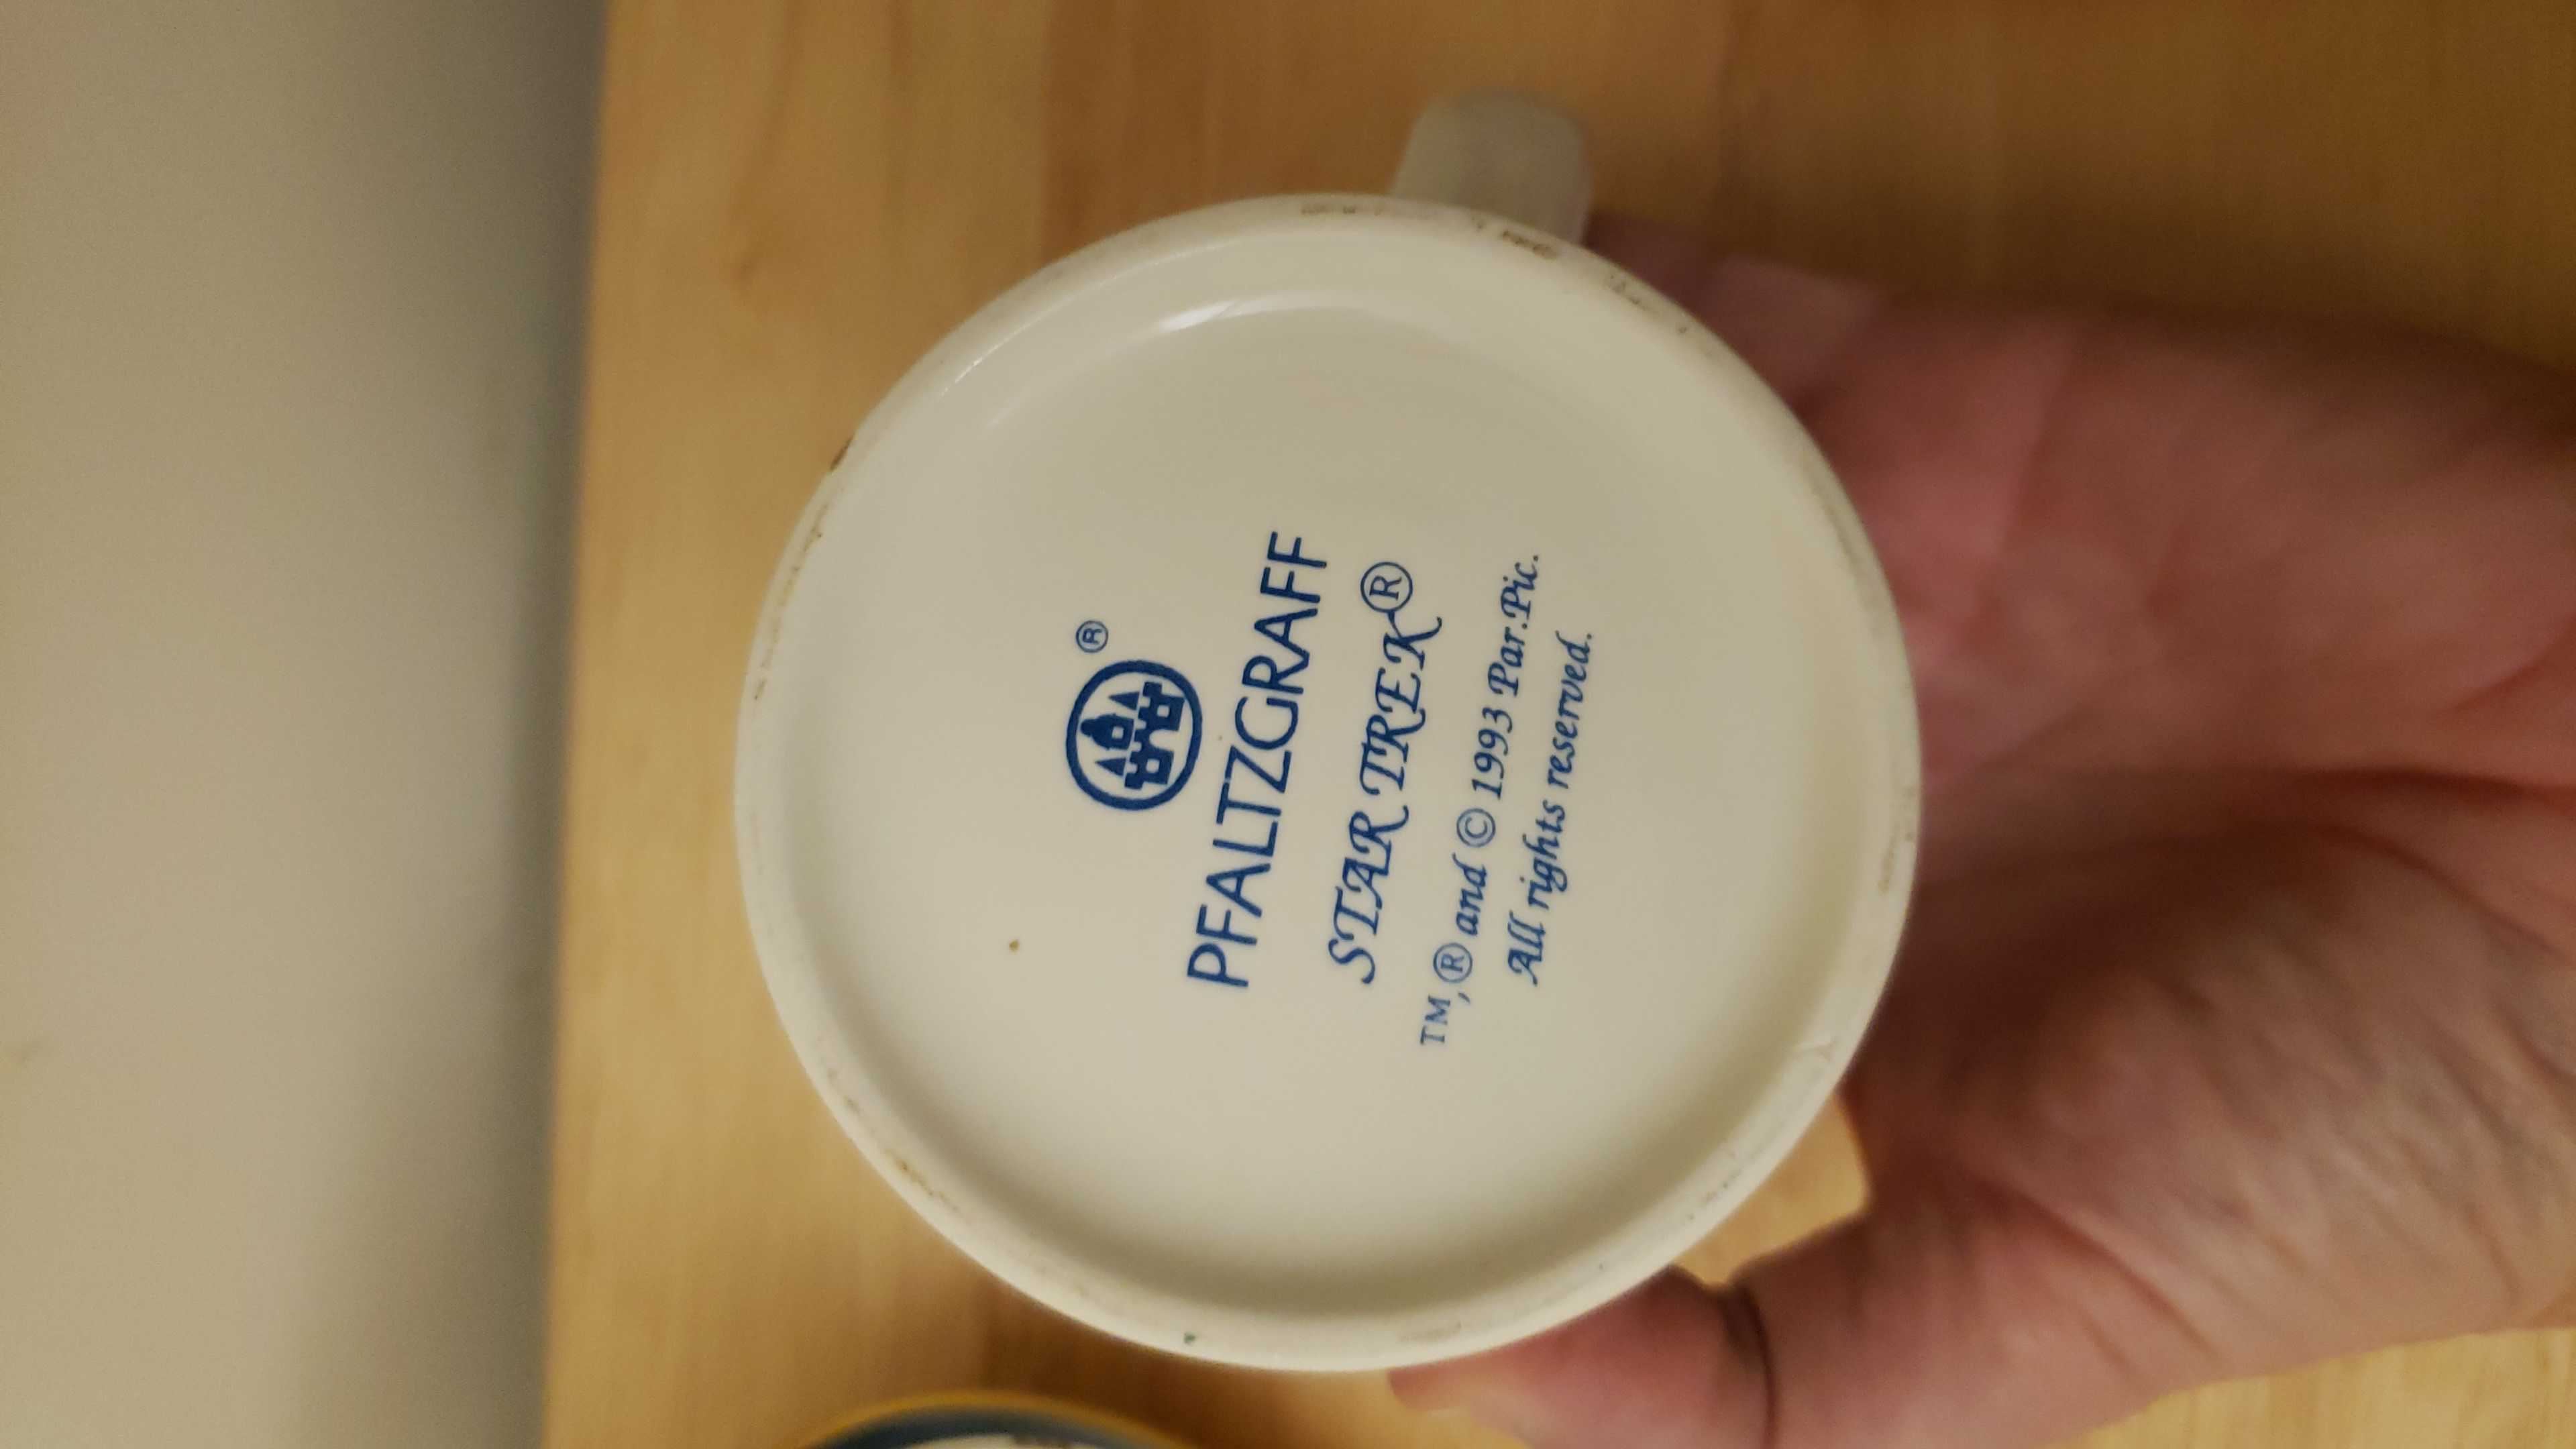 ®
PFALTZGRAFF
STAR TREK®
TM,® and © 1993 Par.Pic.
All rights reserved.